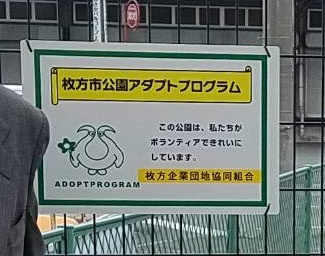 枚方市公園アダプトプログラム
この公園は、私たちが
ボランティアできれいに
しています。
ADOPTPROGRAM
枚方企業団地協同組合